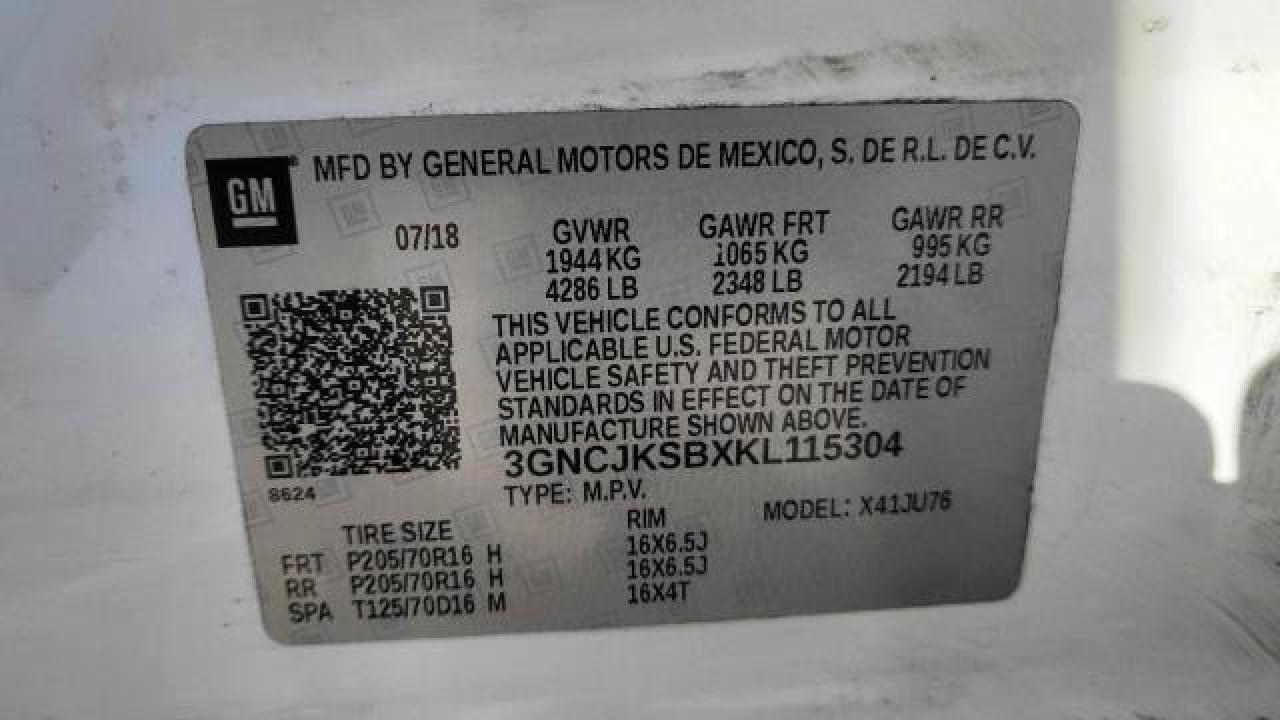 MFD BY GENERAL MOTORS DE MEXICO, S. DE R.L. DE C.V.
GM
07/18 GVWR GAWR FRT GAWR RR
1944 KG 1065 KG 995 KG
4286 LB 2348 LB 2194 LB
THIS VEHICLE CONFORMS TO ALL
APPLICABLE U.S. FEDERAL MOTOR
VEHICLE SAFETY AND THEFT PREVENTION
STANDARDS IN EFFECT ON THE DATE OF
MANUFACTURE SHOWN ABOVE.
3GNCJKSBXKL115304
8624
TYPE: M.P.V. MODEL: X41JU76
TIRE SIZE RIM
FRT P205/70R16 H 16X6.5J
RR P205/70R16 H 16X6.5J
SPA T125/70D16 M 16X4T